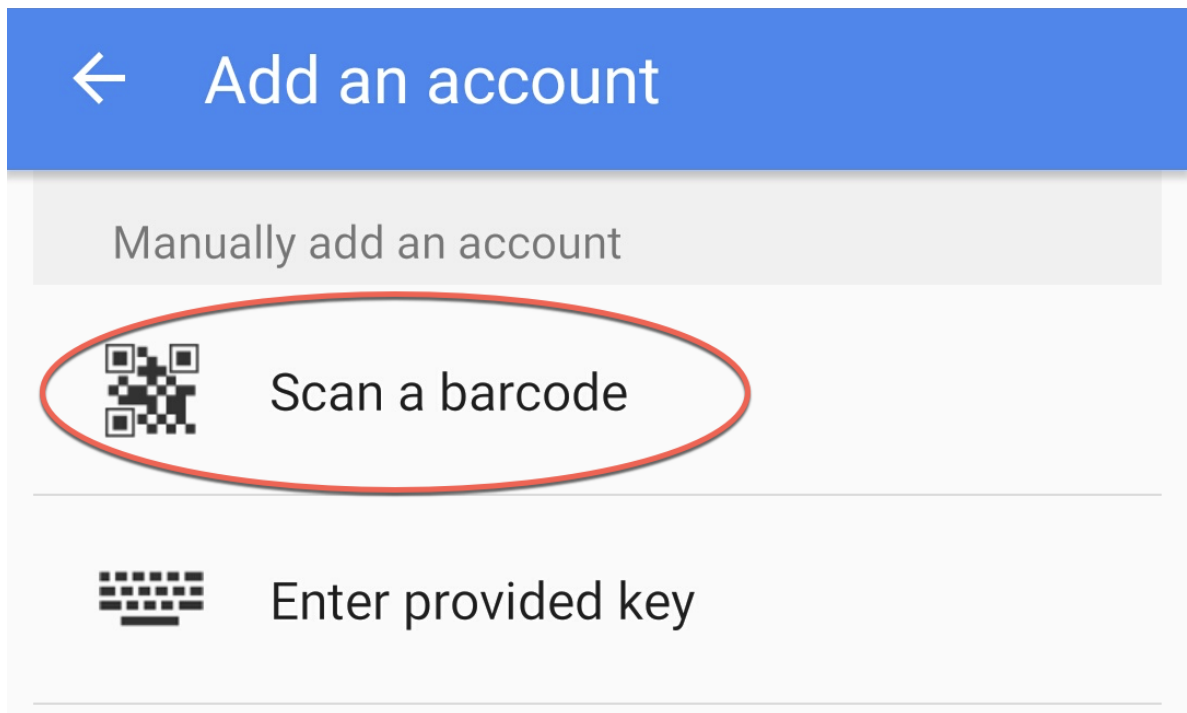 Add an account
Manually add an account
Scan a barcode
Enter provided key